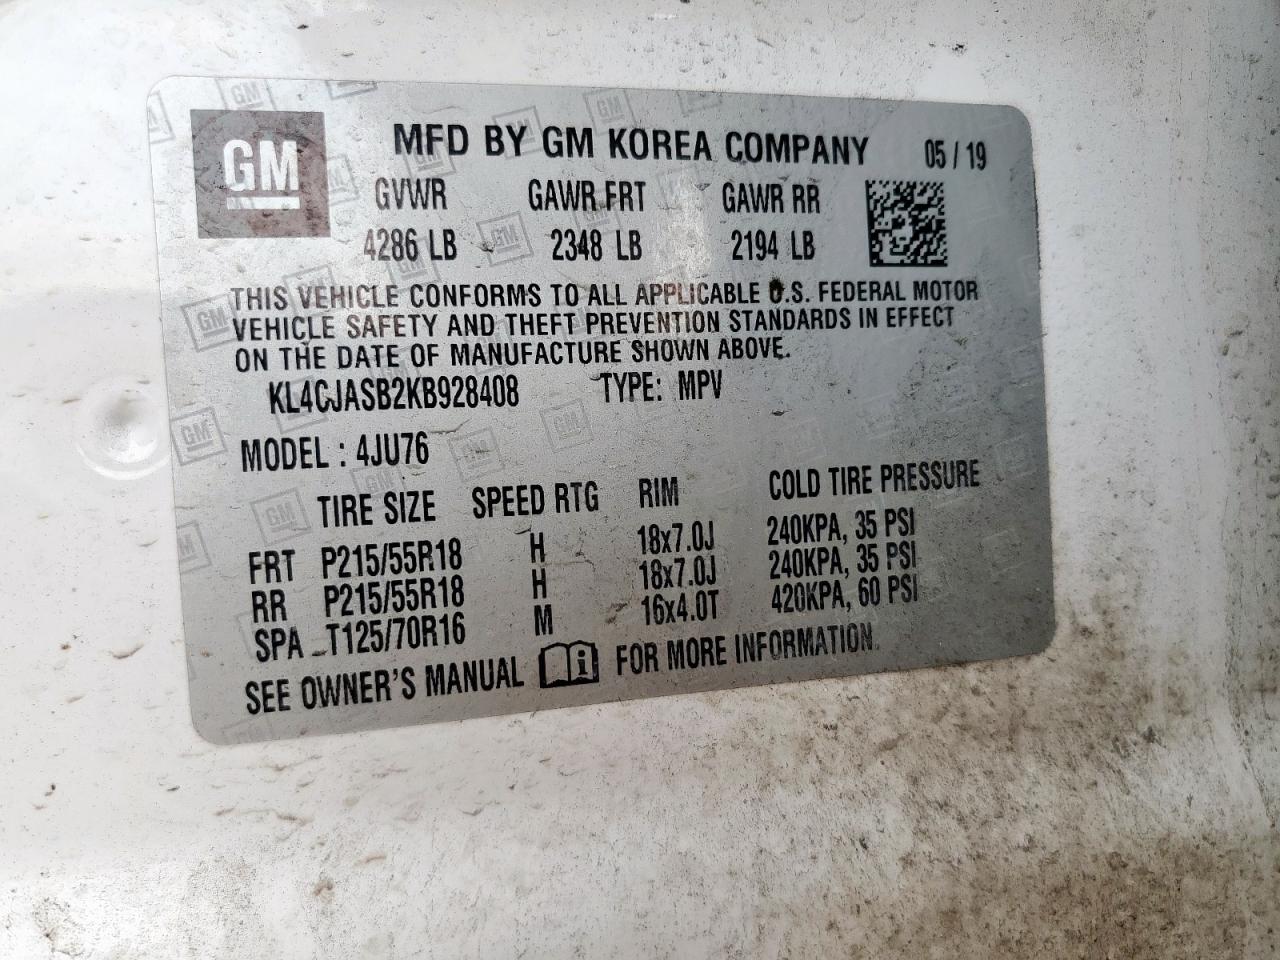 GM
MFD BY GM KOREA COMPANY 05 / 19
GVWR GAWR FRT GAWR RR
4286 LB 2348 LB 2194 LB
THIS VEHICLE CONFORMS TO ALL APPLICABLE U.S. FEDERAL MOTOR
VEHICLE SAFETY AND THEFT PREVENTION STANDARDS IN EFFECT
ON THE DATE OF MANUFACTURE SHOWN ABOVE.
KL4CJASB2KB928408 TYPE: MPV
MODEL : 4JU76
TIRE SIZE SPEED RTG RIM COLD TIRE PRESSURE
FRT P215/55R18 H 18x7.0J 240KPA, 35 PSI
RR P215/55R18 H 18x7.0J 240KPA, 35 PSI
SPA T125/70R16 M 16x4.0T 420KPA, 60 PSI
SEE OWNER'S MANUAL FOR MORE INFORMATION.